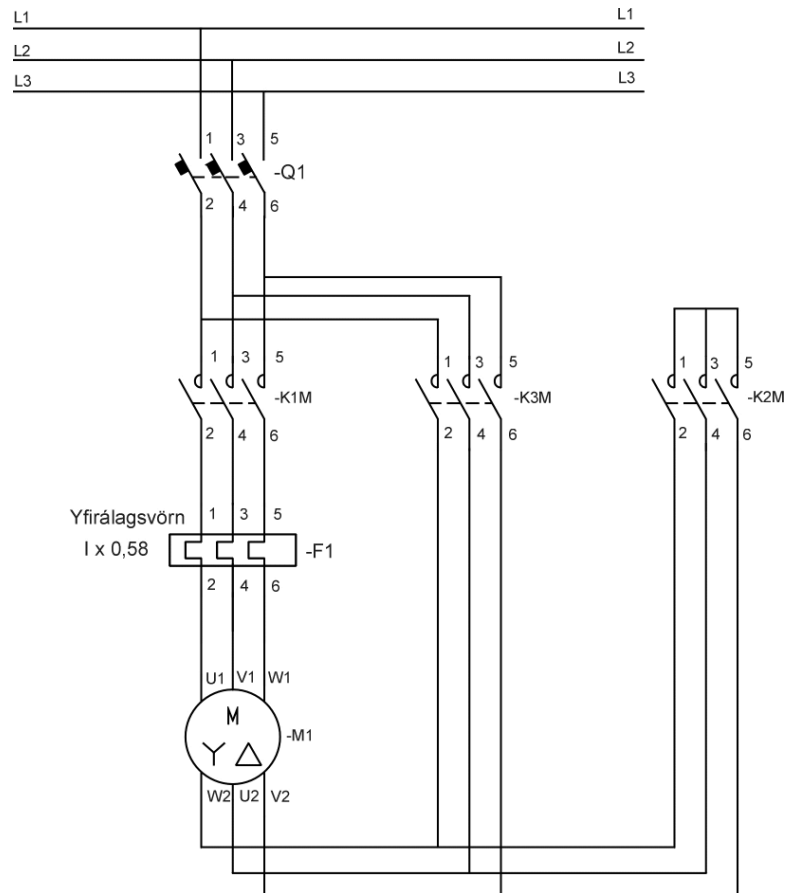 L1 L1
L2 L2
L3 L3
1 3 5
-Q1
2 4 6
1 3 5 1 3 5 1 3 5
-K1M -K3M -K2M
2 4 6 2 4 6 2 4 6
Yfirálagsvörn 1 3 5
I x 0,58 -F1
2 4 6
U1 V1 W1
M
-M1
W2 U2 V2